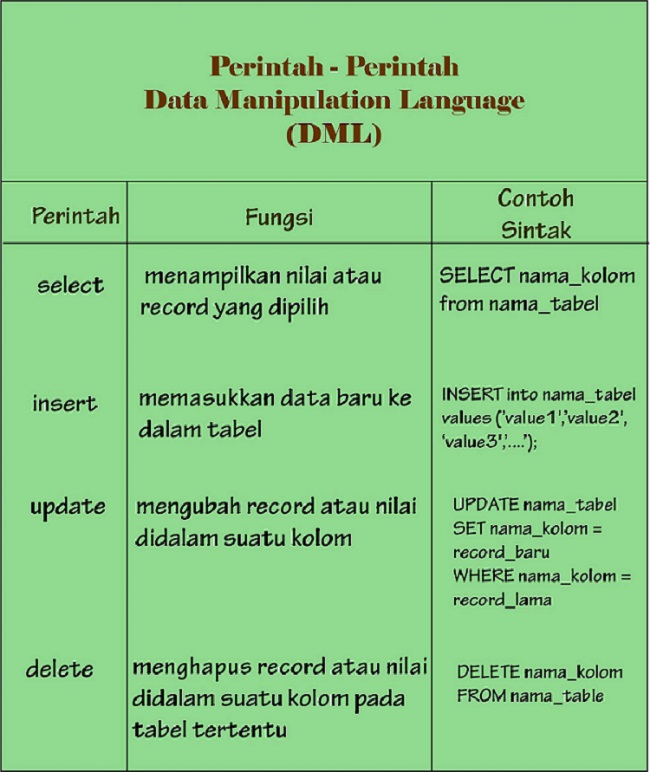 Perintah - Perintah
Data Manipulation Language
(DML)
Perintah
Fungsi
Contoh
Sintak
select
menampilkan nilai atau
record yang dipilih
SELECT nama_kolom
from nama_tabel
insert
memasukkan data baru ke
dalam tabel
INSERT into nama_tabel
values ('value1','value2',
'value3','....');
update
mengubah record atau nilai
didalam suatu kolom
UPDATE nama_tabel
SET nama_kolom =
record_baru
WHERE nama_kolom =
record_lama
delete
menghapus record atau nilai
didalam suatu kolom pada
tabel tertentu
DELETE nama_kolom
FROM nama_table